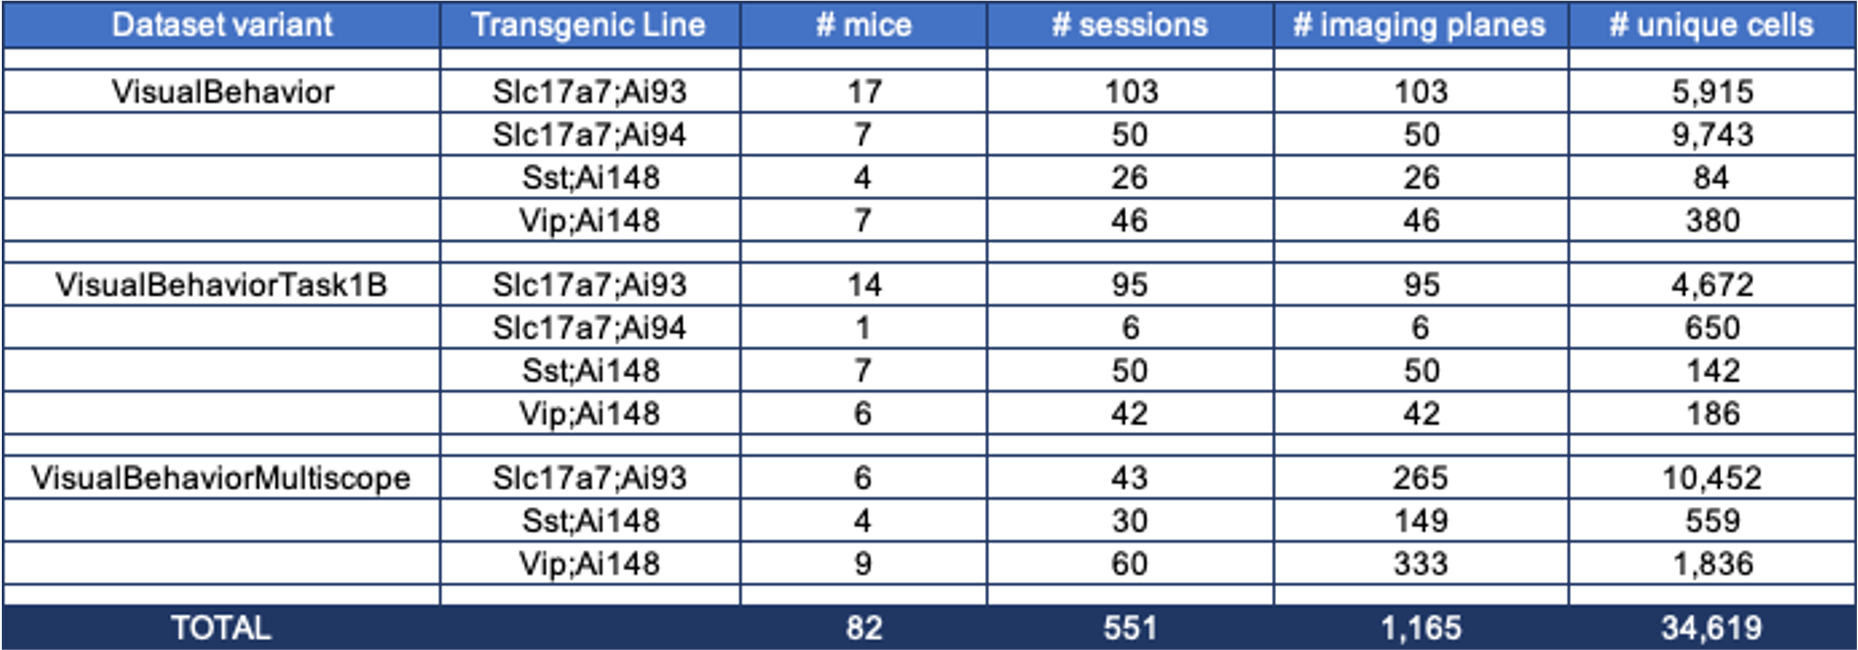 Dataset variant Transgenic Line # mice # sessions # imaging planes # unique cells
VisualBehavior Slc17a7;Ai93 17 103 103 5,915
Slc17a7;Ai94 7 50 50 9,743
Sst;Ai148 4 26 26 84
Vip;Ai148 7 46 46 380
VisualBehaviorTask1B Slc17a7;Ai93 14 95 95 4,672
Slc17a7;Ai94 1 6 6 650
Sst;Ai148 7 50 50 142
Vip;Ai148 6 42 42 186
VisualBehaviorMultiscope Slc17a7;Ai93 6 43 265 10,452
Sst;Ai148 4 30 149 559
Vip;Ai148 9 60 333 1,836
TOTAL 82 551 1,165 34,619